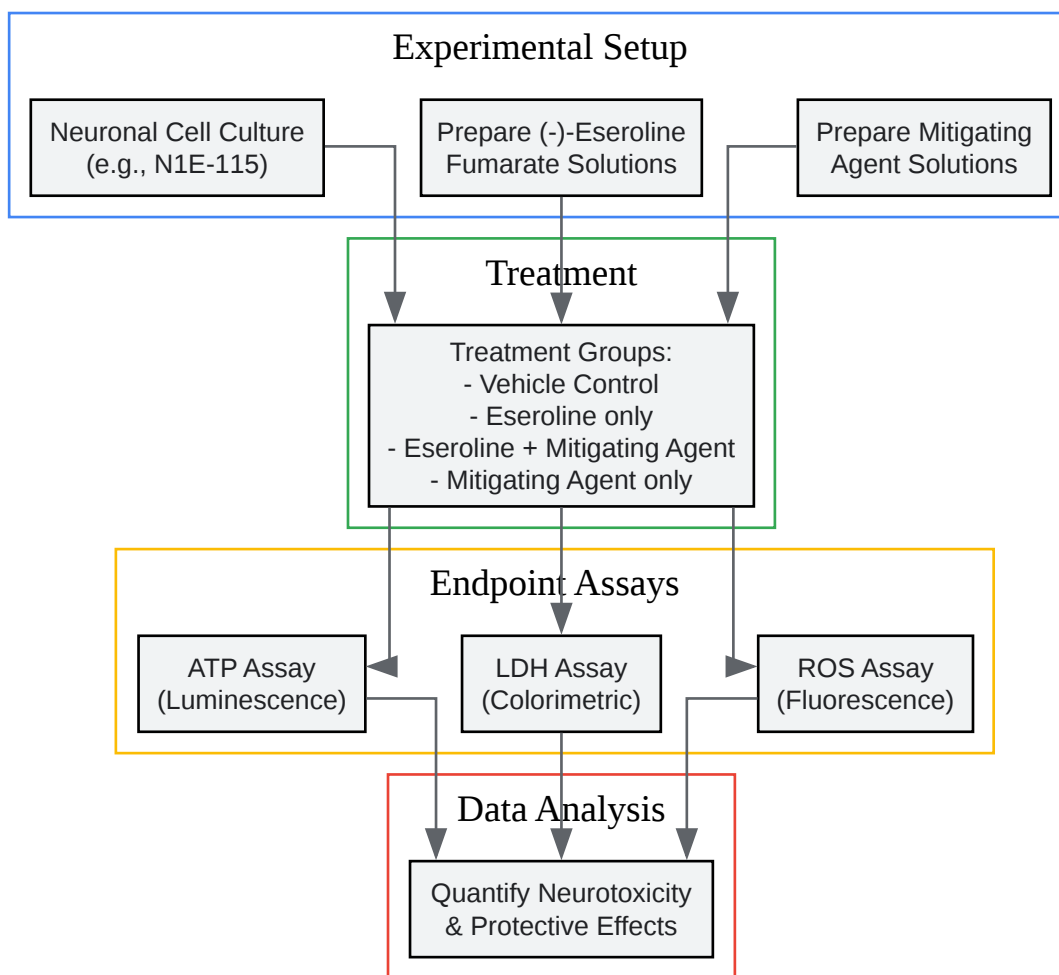 Experimental Setup
Neuronal Cell Culture
(e.g., N1E-115)
Prepare (-)-Eseroline
Fumarate Solutions
Prepare Mitigating
Agent Solutions
Treatment
Treatment Groups:
- Vehicle Control
- Eseroline only
- Eseroline + Mitigating Agent
- Mitigating Agent only
Endpoint Assays
ATP Assay
(Luminescence)
LDH Assay
(Colorimetric)
ROS Assay
(Fluorescence)
Data Analysis
Quantify Neurotoxicity
& Protective Effects